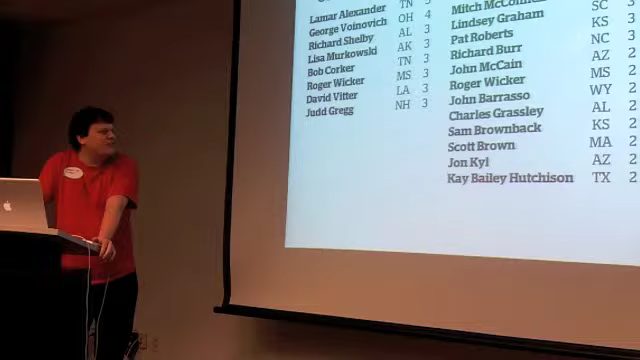 TN
Lamar Alexander OH 4
George Voinovich AL 3
Richard Shelby AK 3
Lisa Murkowski TN 3
Bob Corker MS 3
Roger Wicker LA 3
David Vitter NH 3
Judd Gregg
SC 3
Lindsey Graham KS 3
Pat Roberts NC 3
Richard Burr AZ 2
John McCain MS 2
Roger Wicker WY 2
John Barrasso AL 2
Charles Grassley KS 2
Sam Brownback MA 2
Scott Brown AZ 2
Jon Kyl TX 2
Kay Bailey Hutchison